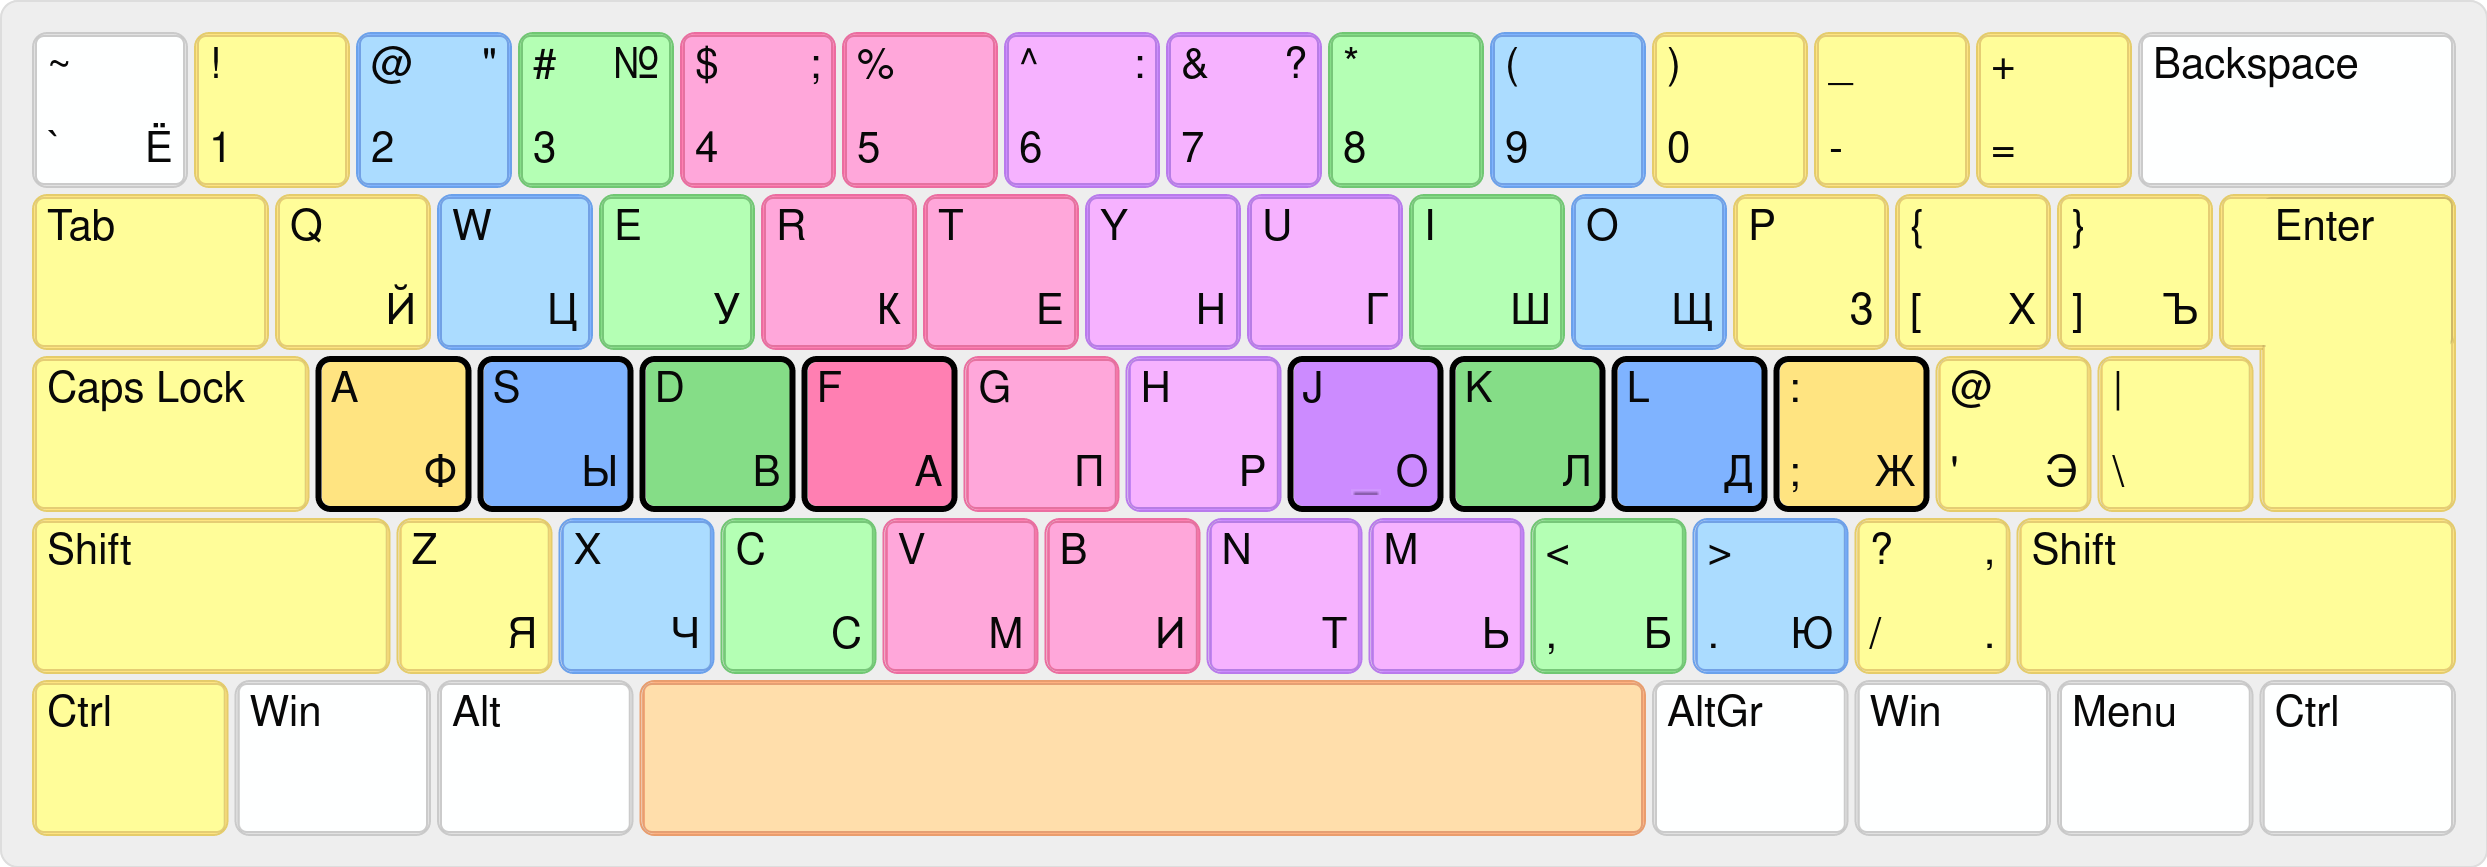 ~ ` Ё ! 1 @ " 2 # № 3 $ ; 4 % 5 ^ : 6 & ? 7 * 8 ( 9 ) 0 _ - + = Backspace
Tab Q Й W Ц E У R К T Е Y Н U Г I Ш O Щ P З { [ Х } ] Ъ Enter
Caps Lock A Ф S Ы D В F А G П H Р J _ О K Л L Д : ; Ж @ ' Э | \
Shift Z Я X Ч C С V М B И N Т M Ь < , Б > . Ю ? , / . Shift
Ctrl Win Alt AltGr Win Menu Ctrl